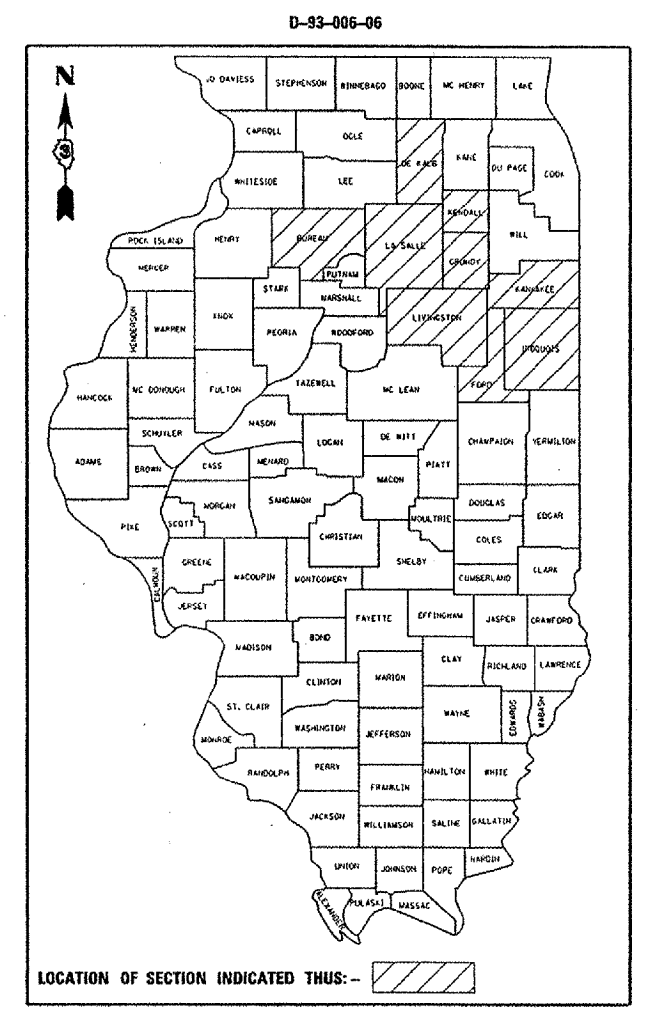 D-93-006-06
N
3
JO DAVIESS STEPHENSON WINNEBAGO BOONE MC HENRY LAKE
CARROLL OGLE DE KALB KANE DU PAGE COOK
WHITESIDE LEE KENDALL
ROCK ISLAND HENRY BUREAU LA SALLE GRUNDY WILL
MERCER STARK PUTNAM KANKAKEE
HENDERSON WARREN KNOX PEORIA MARSHALL WOODFORD LIVINGSTON IROQUOIS
HANCOCK MC DONOUGH FULTON TAZEWELL MC LEAN FORD
SCHUYLER MASON LOGAN DE WITT CHAMPAIGN VERMILION
ADAMS BROWN CASS MENARD MACON PIATT
PIKE SCOTT MORGAN SANGAMON MOULTRIE DOUGLAS EDGAR
CHRISTIAN COLES
CALHOUN GREENE MACOUPIN MONTGOMERY SHELBY CUMBERLAND CLARK
JERSEY FAYETTE EFFINGHAM JASPER CRAWFORD
MADISON BOND CLAY RICHLAND LAWRENCE
CLINTON MARION
ST. CLAIR WAYNE EDWARDS WABASH
MONROE WASHINGTON JEFFERSON
RANDOLPH PERRY FRANKLIN HAMILTON WHITE
JACKSON WILLIAMSON SALINE GALLATIN
UNION JOHNSON POPE HARDIN
ALEXANDER PULASKI MASSAC
LOCATION OF SECTION INDICATED THUS:-